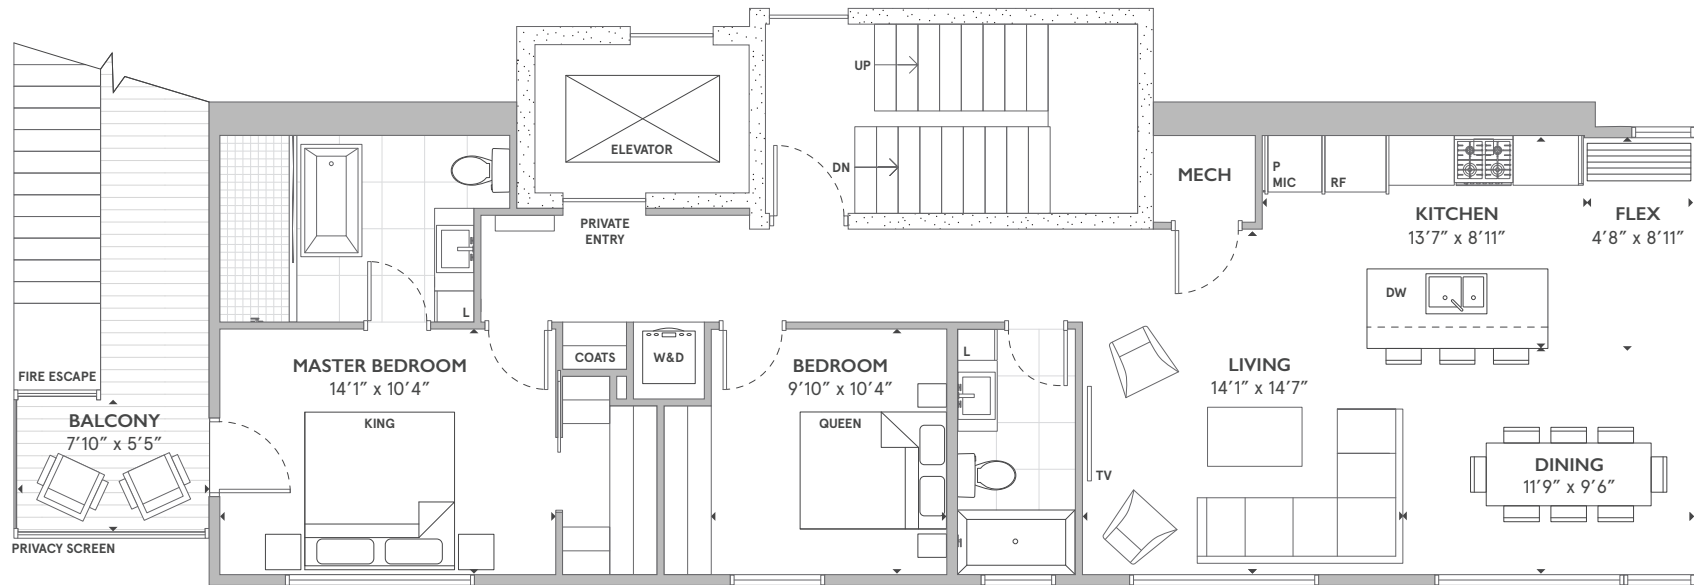 UP
DN
ELEVATOR
PRIVATE
ENTRY
MECH
P
MIC
RF
KITCHEN
13'7" x 8'11"
FLEX
4'8" x 8'11"
DW
L
FIRE ESCAPE
MASTER BEDROOM
14'1" x 10'4"
COATS
W&D
BEDROOM
9'10" x 10'4"
L
LIVING
14'1" x 14'7"
BALCONY
7'10" x 5'5"
KING
QUEEN
TV
DINING
11'9" x 9'6"
PRIVACY SCREEN